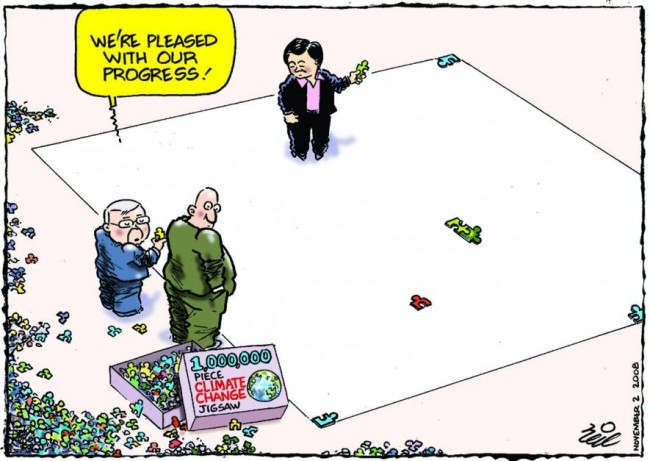 WE'RE PLEASED
WITH OUR
PROGRESS!
1,000,000
PIECE
CLIMATE
CHANGE
JIGSAW
NOVEMBER 2 2008